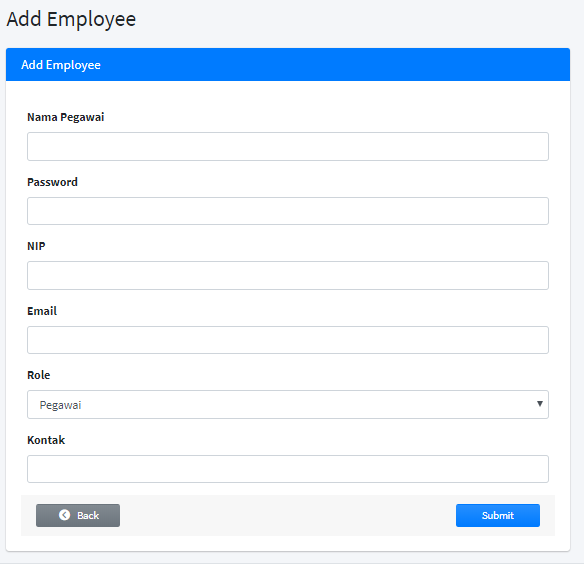 Add Employee
Add Employee
Nama Pegawai
Password
NIP
Email
Role
Pegawai
Kontak
Back
Submit